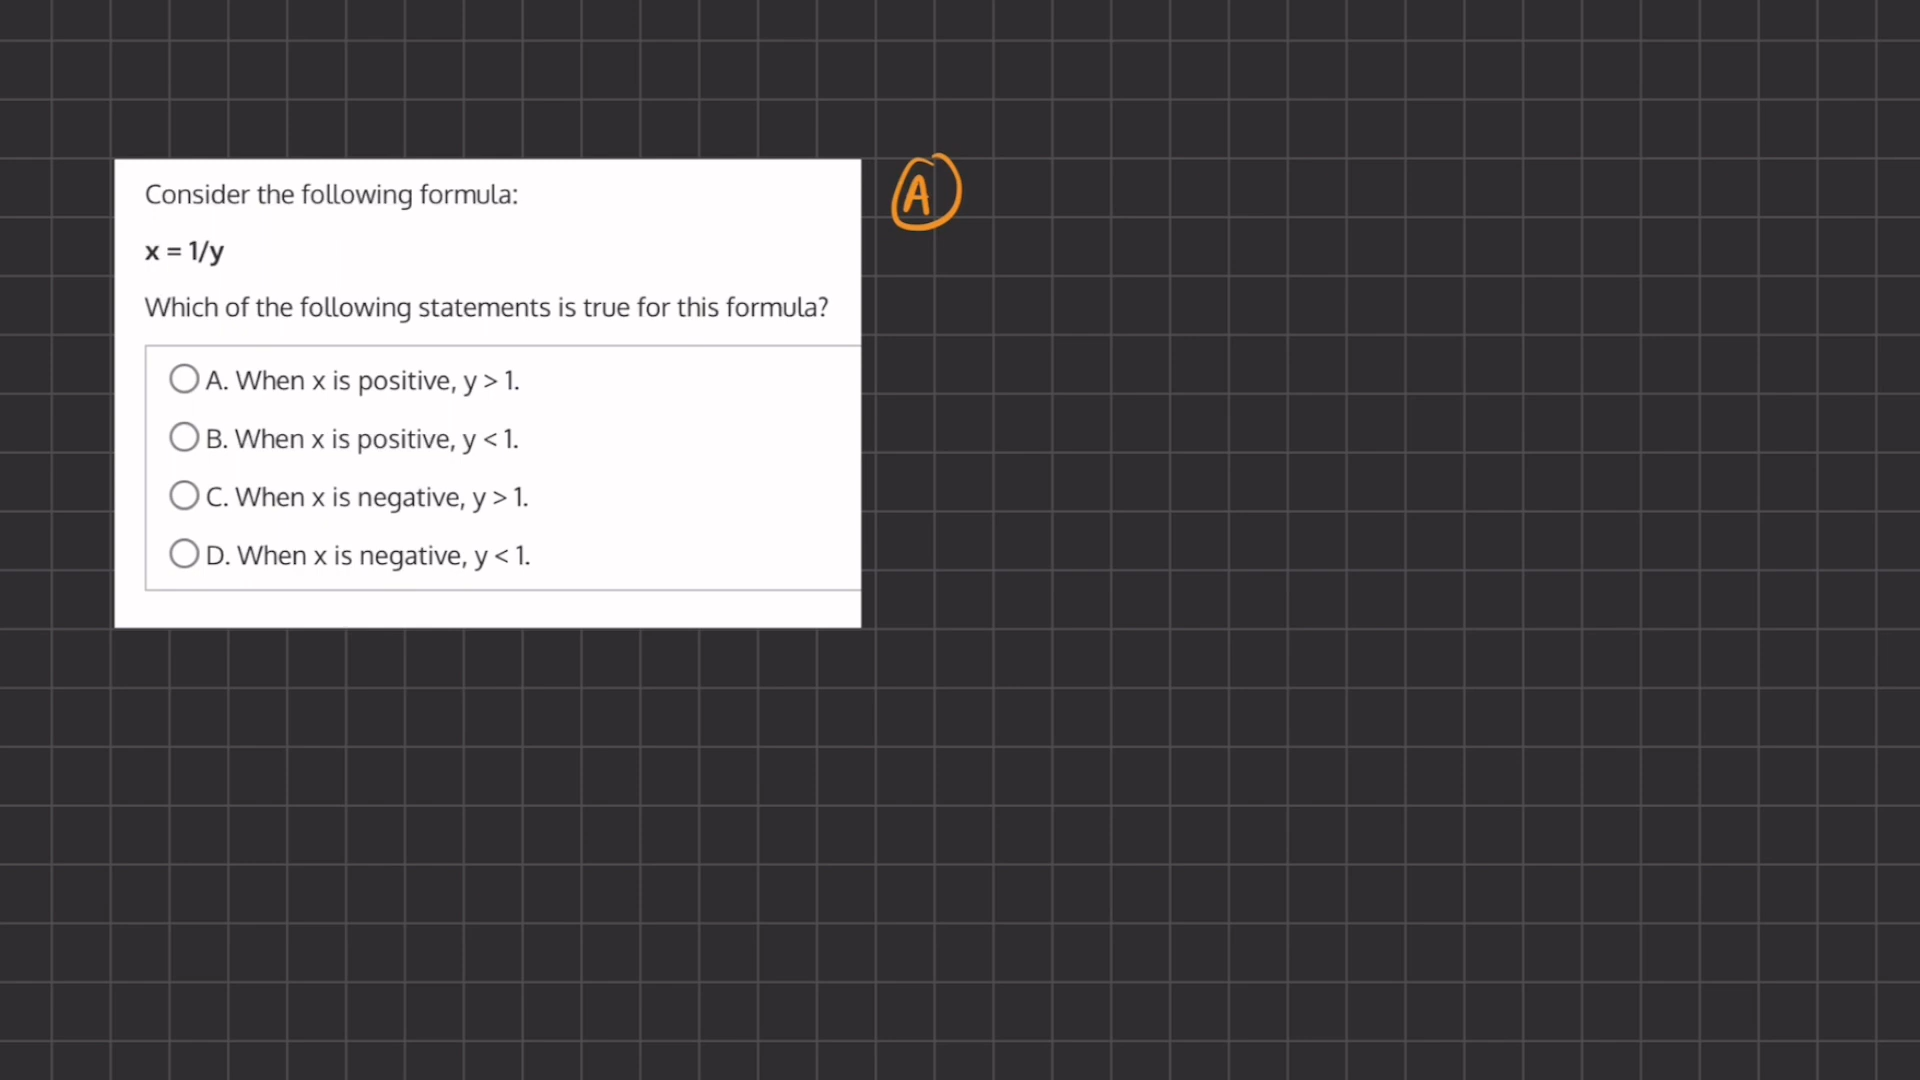 Consider the following formula:
x = 1/y
Which of the following statements is true for this formula?
A. When x is positive, y > 1.
B. When x is positive, y < 1.
C. When x is negative, y > 1.
D. When x is negative, y < 1.
A